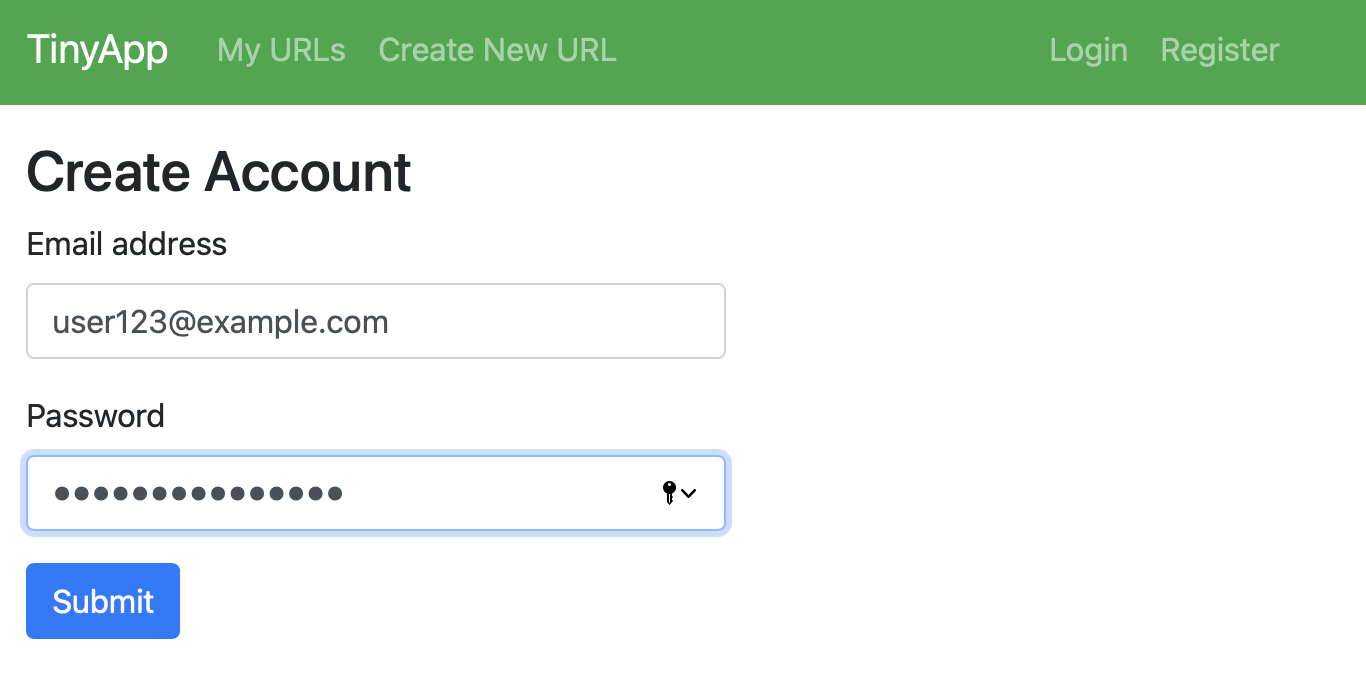 TinyApp My URLs Create New URL Login Register
Create Account
Email address
user123@example.com
Password
●●●●●●●●●●●●●●●
Submit